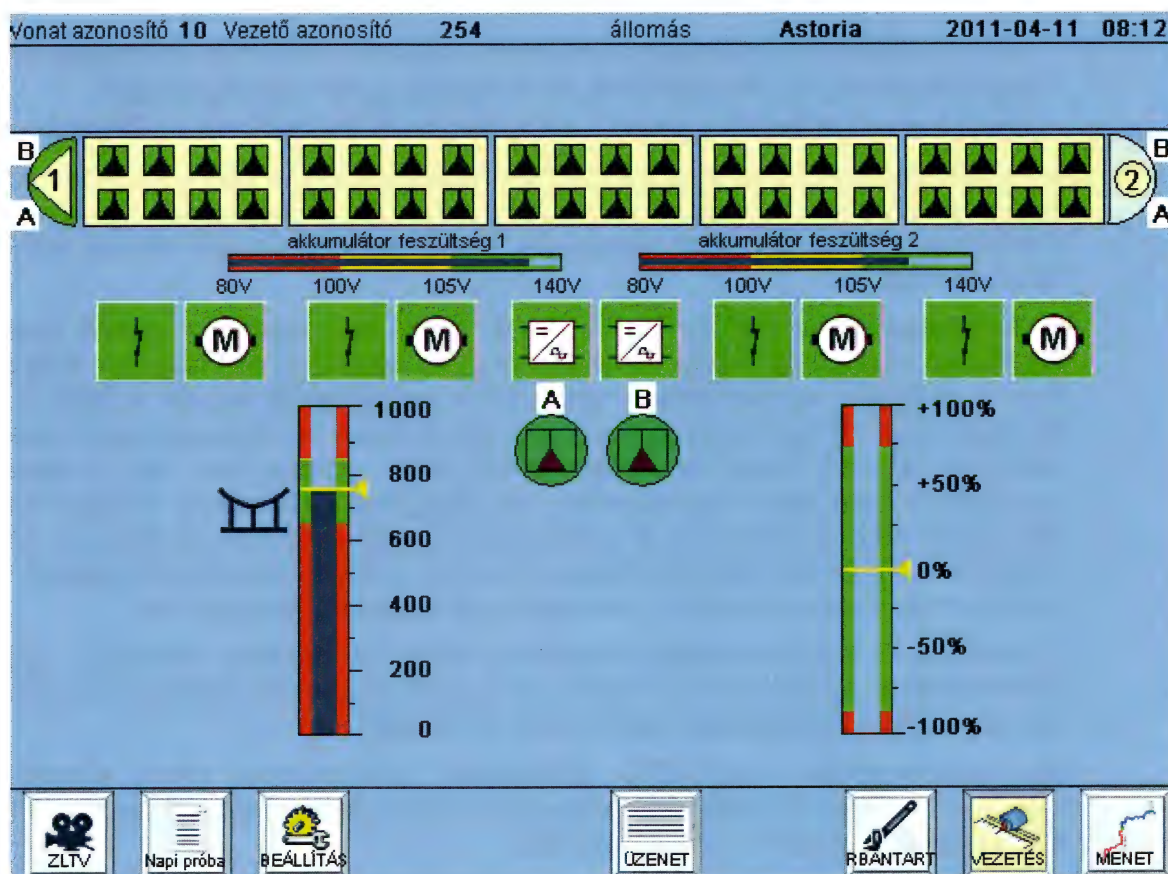 Vonat azonosító 10 Vezető azonosító 254 állomás Astoria 2011-04-11 08:12
B B
1 2
A A
akkumulátor feszültség 1 akkumulátor feszültség 2
80V 100V 105V 140V 80V 100V 105V 140V
M M = = M M
A B
1000 +100%
800 +50%
600 0%
400 -50%
200 -100%
0
ZLTV Napi próba BEÁLLÍTÁS ÜZENET RBANTART VEZETÉS MENET